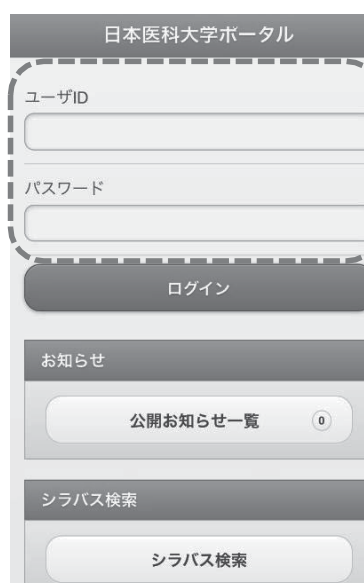 日本医科大学ポータル
ユーザID
パスワード
ログイン
お知らせ
公開お知らせ一覧 0
シラバス検索
シラバス検索